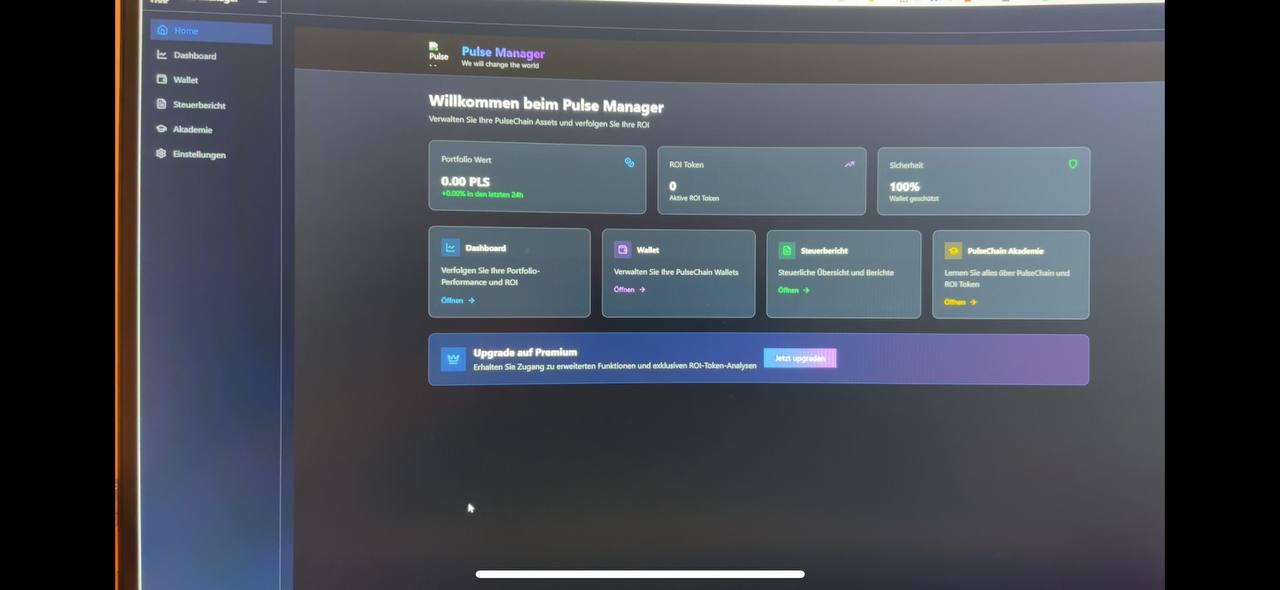 Home
Dashboard
Wallet
Steuerbericht
Akademie
Einstellungen
Pulse
Pulse Manager
We will change the world
Willkommen beim Pulse Manager
Verwalten Sie Ihre PulseChain Assets und verfolgen Sie Ihre ROI
Portfolio Wert
0.00 PLS
+0.00% in den letzten 24h
ROI Token
0
Aktive ROI Token
Sicherheit
100%
Wallet geschützt
Dashboard
Verfolgen Sie Ihre Portfolio-
Performance und ROI
Öffnen →
Wallet
Verwalten Sie Ihre PulseChain Wallets
Öffnen →
Steuerbericht
Steuerliche Übersicht und Berichte
Öffnen →
PulseChain Akademie
Lernen Sie alles über PulseChain und
ROI Token
Öffnen →
Upgrade auf Premium
Erhalten Sie Zugang zu erweiterten Funktionen und exklusiven ROI-Token-Analysen
Jetzt upgraden